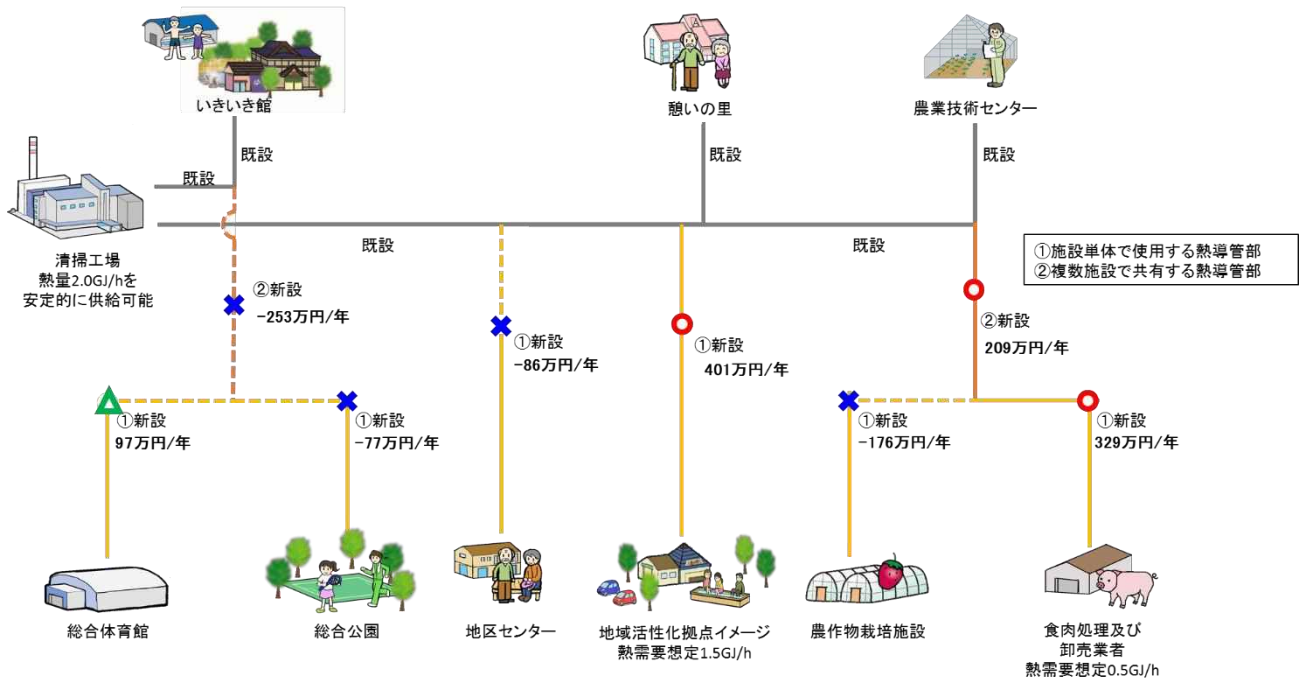 いきいき館
憩いの里
農業技術センター
既設
既設
既設
既設
既設
既設
清掃工場
熱量2.0GJ/hを
安定的に供給可能
①施設単体で使用する熱導管部
②複数施設で共有する熱導管部
②新設
-253万円/年
①新設
-86万円/年
①新設
401万円/年
②新設
209万円/年
①新設
97万円/年
①新設
-77万円/年
①新設
-176万円/年
①新設
329万円/年
総合体育館
総合公園
地区センター
地域活性化拠点イメージ
熱需要想定1.5GJ/h
農作物栽培施設
食肉処理及び
卸売業者
熱需要想定0.5GJ/h